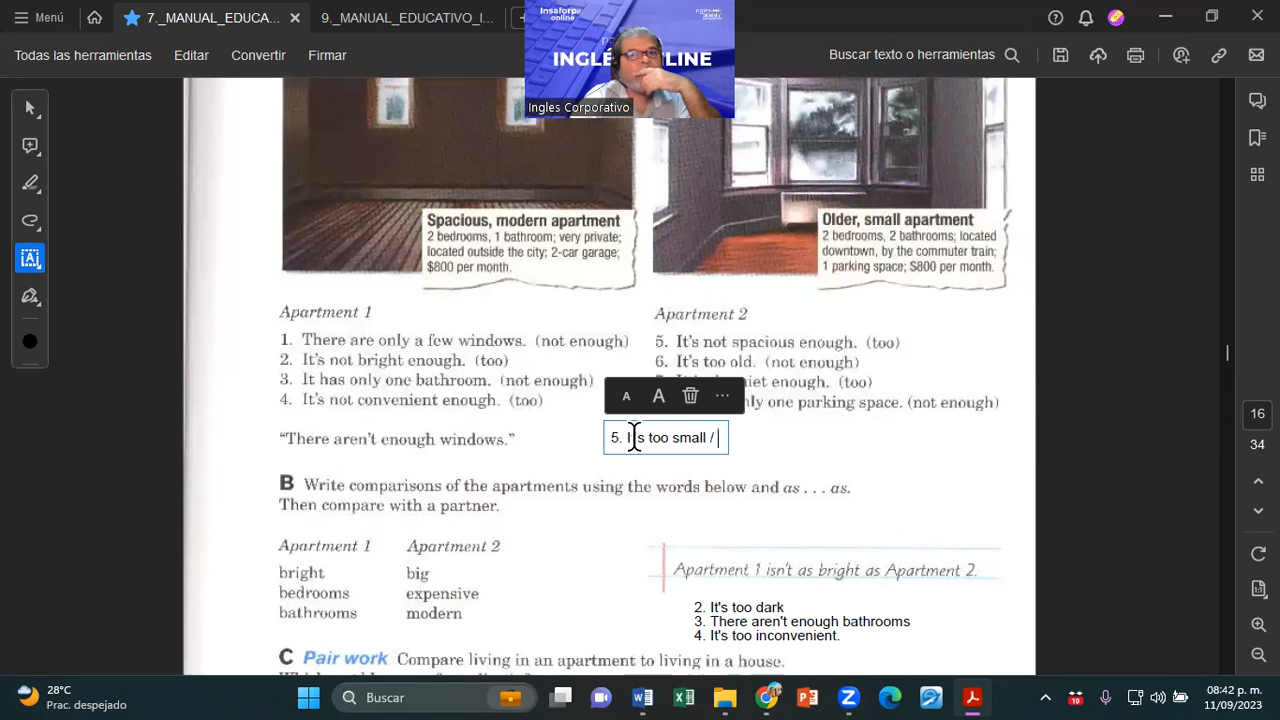 Menú
7._MANUAL_EDUCA...
9._MANUAL_EDUCATIVO_I...
Todas las herramientas
Editar
Convertir
Firmar
Buscar texto o herramientas
Insaforp
online
INGLÉ
LINE
Ingles Corporativo
Spacious, modern apartment
2 bedrooms, 1 bathroom; very private;
located outside the city; 2-car garage;
$800 per month.
Older, small apartment
2 bedrooms, 2 bathrooms; located
downtown, by the commuter train;
1 parking space; $800 per month.
Apartment 1
1. There are only a few windows. (not enough)
2. It's not bright enough. (too)
3. It has only one bathroom. (not enough)
4. It's not convenient enough. (too)
Apartment 2
5. It's not spacious enough. (too)
6. It's too old. (not enough)
quiet enough. (too)
only one parking space. (not enough)
A A ...
"There aren't enough windows."
5. It's too small /
B Write comparisons of the apartments using the words below and as . . . as.
Then compare with a partner.
Apartment 1 Apartment 2
bright big
bedrooms expensive
bathrooms modern
Apartment 1 isn't as bright as Apartment 2.
2. It's too dark
3. There aren't enough bathrooms
4. It's too inconvenient.
C Pair work Compare living in an apartment to living in a house.
16
34
28°C
Prac. despejado
Buscar
08:42 p. m.
11/09/2023